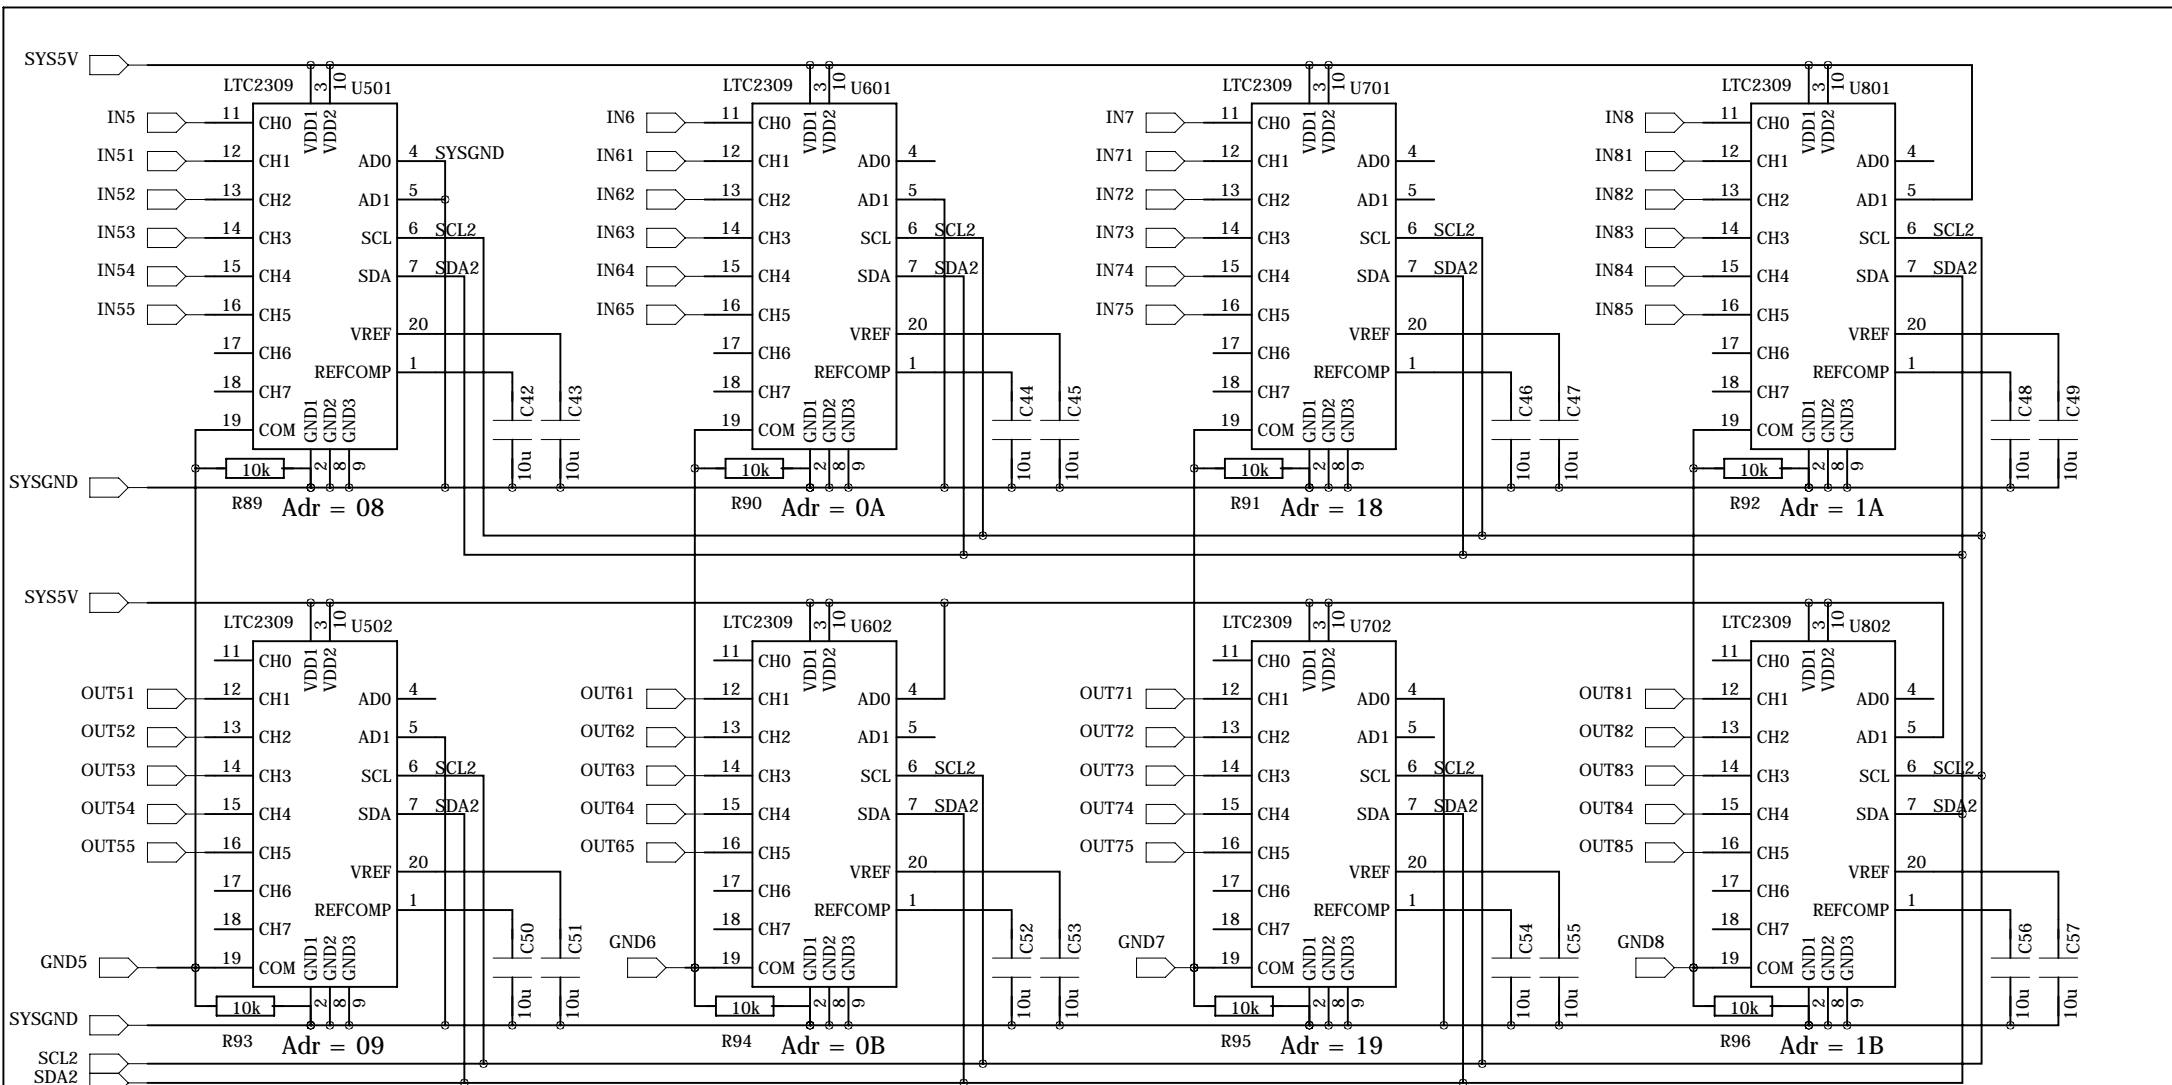 SYS5V
LTC2309 3 10 U501 LTC2309 3 10 U601 LTC2309 3 10 U701 LTC2309 3 10 U801
IN5 11 CH0 VDD1 VDD2 IN6 11 CH0 VDD1 VDD2 IN7 11 CH0 VDD1 VDD2 IN8 11 CH0 VDD1 VDD2
IN51 12 CH1 AD0 4 SYSGND IN61 12 CH1 AD0 4 IN71 12 CH1 AD0 4 IN81 12 CH1 AD0 4
IN52 13 CH2 AD1 5 IN62 13 CH2 AD1 5 IN72 13 CH2 AD1 5 IN82 13 CH2 AD1 5
IN53 14 CH3 SCL 6 SCL2 IN63 14 CH3 SCL 6 SCL2 IN73 14 CH3 SCL 6 SCL2 IN83 14 CH3 SCL 6 SCL2
IN54 15 CH4 SDA 7 SDA2 IN64 15 CH4 SDA 7 SDA2 IN74 15 CH4 SDA 7 SDA2 IN84 15 CH4 SDA 7 SDA2
IN55 16 CH5 IN65 16 CH5 IN75 16 CH5 IN85 16 CH5
VREF 20 VREF 20 VREF 20 VREF 20
17 CH6 17 CH6 17 CH6 17 CH6
REFCOMP 1 REFCOMP 1 REFCOMP 1 REFCOMP 1
18 CH7 18 CH7 18 CH7 18 CH7
C42 C43 C44 C45 C46 C47 C48 C49
19 COM GND1 GND2 GND3 19 COM GND1 GND2 GND3 19 COM GND1 GND2 GND3 19 COM GND1 GND2 GND3
10k 2 8 9 10u 10u 10k 2 8 9 10u 10u 10k 2 8 9 10u 10u 10k 2 8 9 10u 10u
SYSGND
R89 Adr = 08 R90 Adr = 0A R91 Adr = 18 R92 Adr = 1A
SYS5V
LTC2309 3 10 U502 LTC2309 3 10 U602 LTC2309 3 10 U702 LTC2309 3 10 U802
11 CH0 VDD1 VDD2 11 CH0 VDD1 VDD2 11 CH0 VDD1 VDD2 11 CH0 VDD1 VDD2
OUT51 12 CH1 AD0 4 OUT61 12 CH1 AD0 4 OUT71 12 CH1 AD0 4 OUT81 12 CH1 AD0 4
OUT52 13 CH2 AD1 5 OUT62 13 CH2 AD1 5 OUT72 13 CH2 AD1 5 OUT82 13 CH2 AD1 5
OUT53 14 CH3 SCL 6 SCL2 OUT63 14 CH3 SCL 6 SCL2 OUT73 14 CH3 SCL 6 SCL2 OUT83 14 CH3 SCL 6 SCL2
OUT54 15 CH4 SDA 7 SDA2 OUT64 15 CH4 SDA 7 SDA2 OUT74 15 CH4 SDA 7 SDA2 OUT84 15 CH4 SDA 7 SDA2
OUT55 16 CH5 OUT65 16 CH5 OUT75 16 CH5 OUT85 16 CH5
VREF 20 VREF 20 VREF 20 VREF 20
17 CH6 17 CH6 17 CH6 17 CH6
REFCOMP 1 REFCOMP 1 REFCOMP 1 REFCOMP 1
18 CH7 18 CH7 18 CH7 18 CH7
C50 C51 C52 C53 C54 C55 C56 C57
GND5 19 COM GND1 GND2 GND3 GND6 19 COM GND1 GND2 GND3 GND7 19 COM GND1 GND2 GND3 GND8 19 COM GND1 GND2 GND3
10k 2 8 9 10u 10u 10k 2 8 9 10u 10u 10k 2 8 9 10u 10u 10k 2 8 9 10u 10u
SYSGND
R93 Adr = 09 R94 Adr = 0B R95 Adr = 19 R96 Adr = 1B
SCL2
SDA2